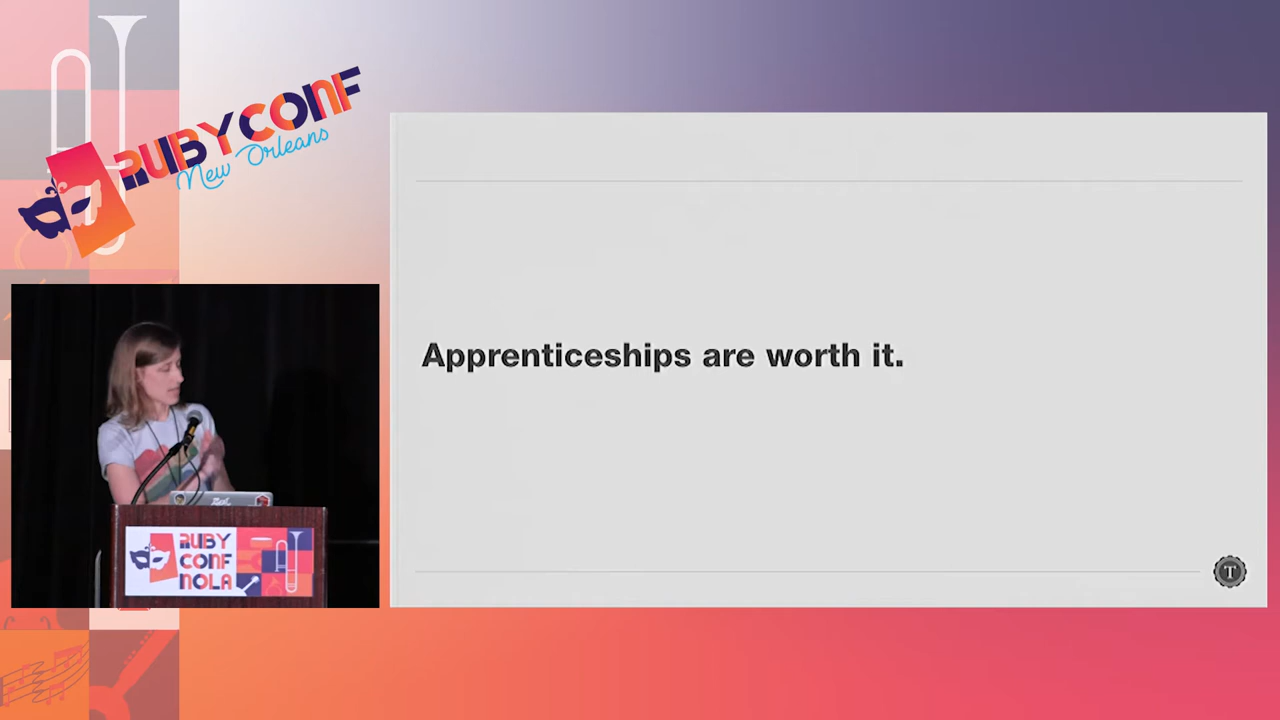 RUBYCONF
New Orleans
Apprenticeships are worth it.
T
RUBY
CONF
NOLA